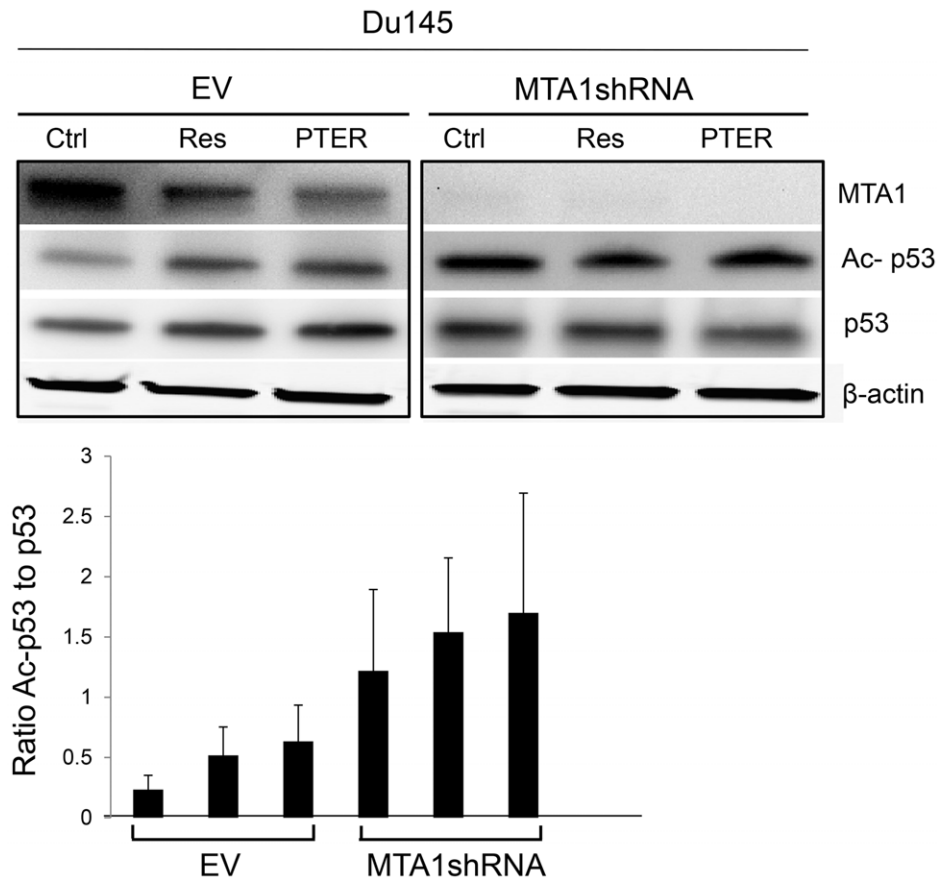 Du145
EV MTA1shRNA
Ctrl Res PTER Ctrl Res PTER
MTA1
Ac- p53
p53
β-actin
Ratio Ac-p53 to p53
3
2.5
2
1.5
1
0.5
0
EV MTA1shRNA